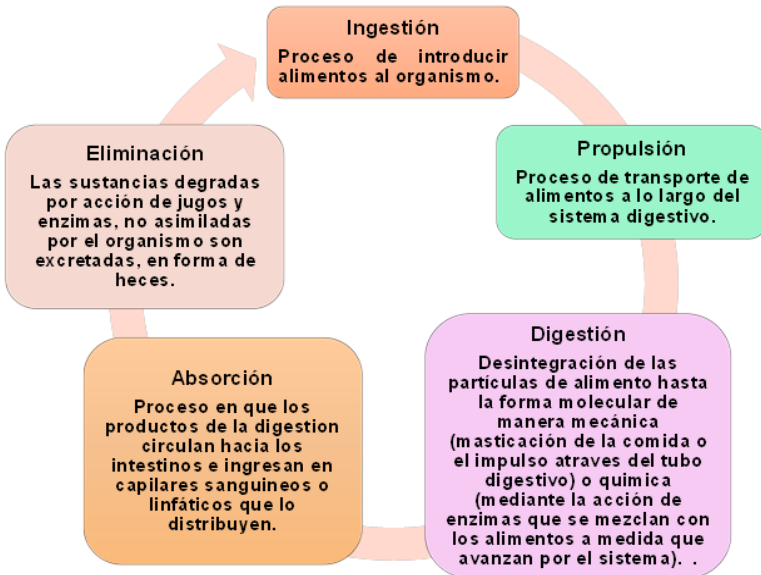 Ingestión
Proceso de introducir
alimentos al organismo.
Propulsión
Proceso de transporte de
alimentos a lo largo del
sistema digestivo.
Digestión
Desintegración de las
partículas de alimento hasta
la forma molecular de
manera mecánica
(masticación de la comida o
el impulso atraves del tubo
digestivo) o quimica
(mediante la acción de
enzimas que se mezclan con
los alimentos a medida que
avanzan por el sistema). .
Absorción
Proceso en que los
productos de la digestion
circulan hacia los
intestinos e ingresan en
capilares sanguineos o
linfáticos que lo
distribuyen.
Eliminación
Las sustancias degradas
por acción de jugos y
enzimas, no asimiladas
por el organismo son
excretadas, en forma de
heces.